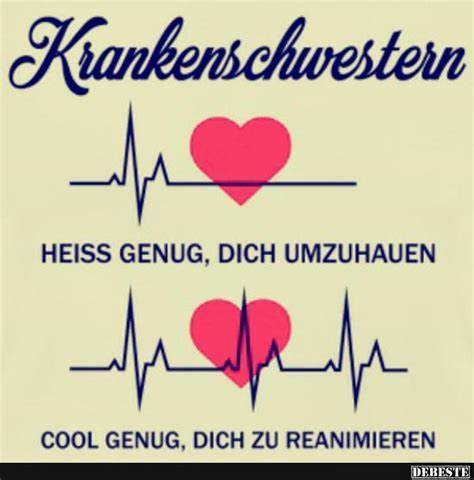 Krankenschwestern
HEISS GENUG, DICH UMZUHAUEN
COOL GENUG, DICH ZU REANIMIEREN
DEBESTE